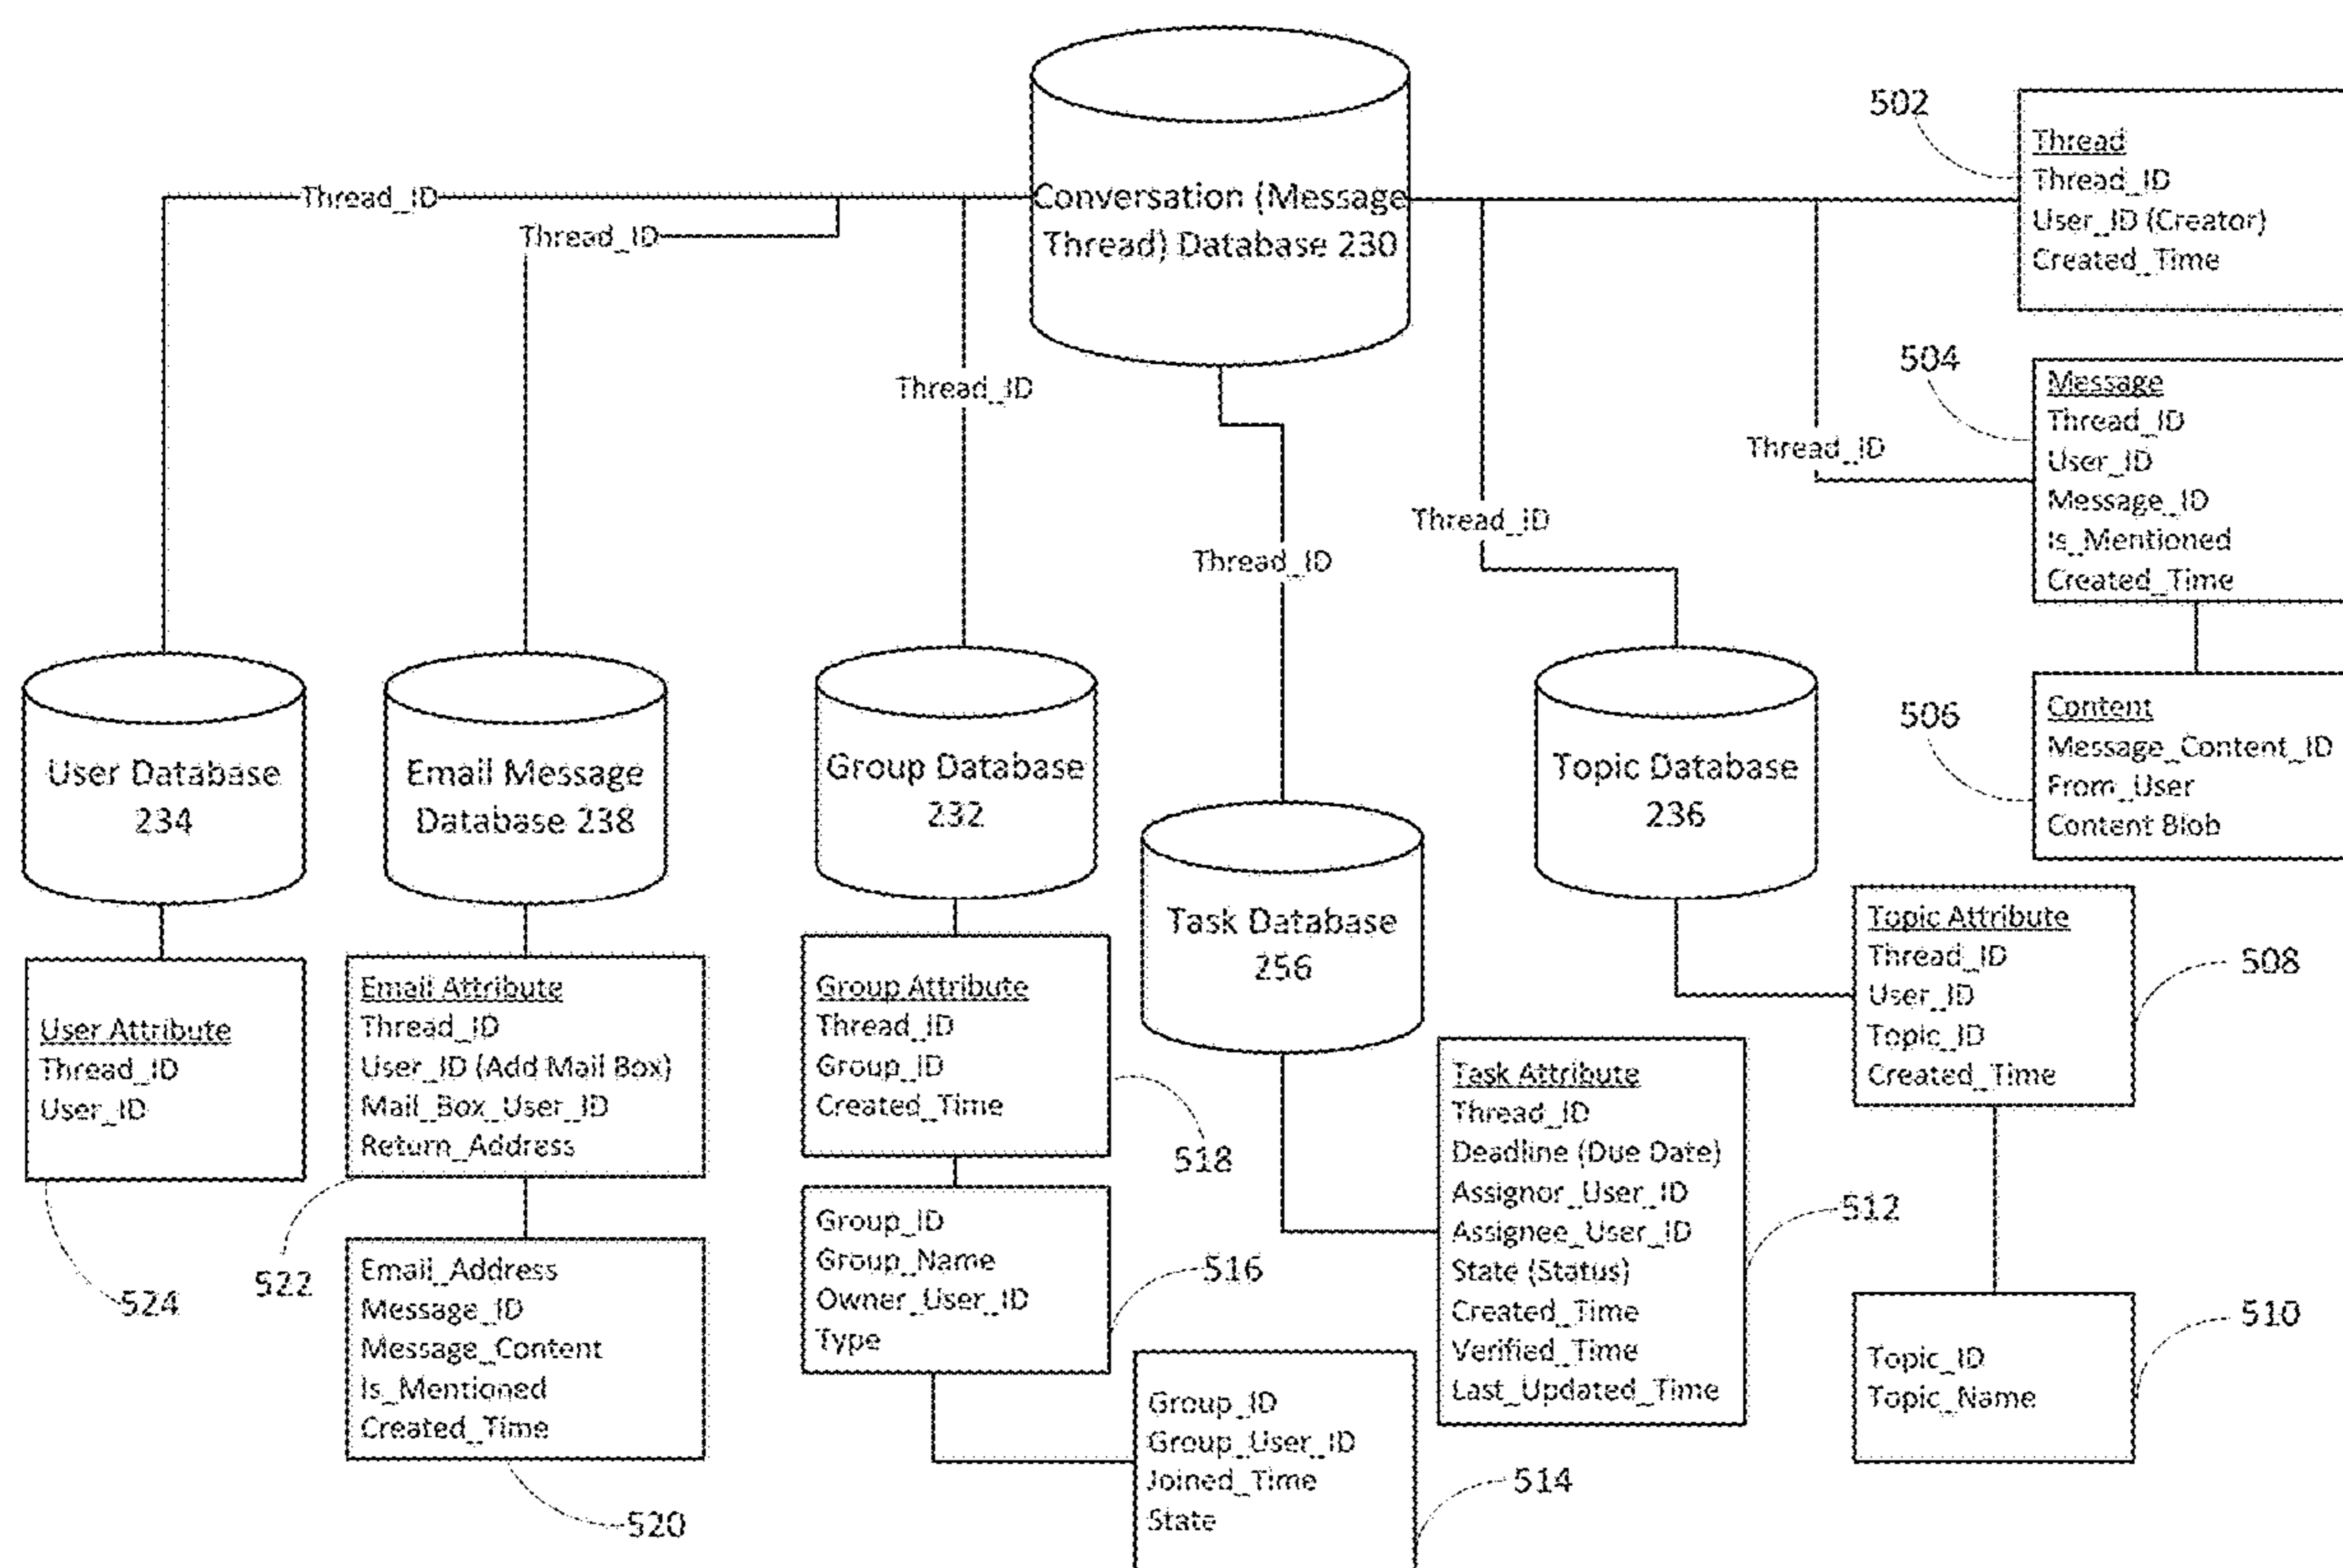 Conversation (Message
Thread) Database 230
502
Thread
Thread_ID
User_ID (Creator)
Created_Time
Thread_ID
Thread_ID
Thread_ID
Thread_ID
Thread_ID
Thread_ID
504
Message
Thread_ID
User_ID
Message_ID
Is_Mentioned
Created_Time
506
Content
Message_Content_ID
From_User
Content Blob
User Database
234
Email Message
Database 238
Group Database
232
Task Database
256
Topic Database
236
User Attribute
Thread_ID
User_ID
524
Email Attribute
Thread_ID
User_ID (Add Mail Box)
Mail_Box_User_ID
Return_Address
522
Email_Address
Message_ID
Message_Content
Is_Mentioned
Created_Time
520
Group Attribute
Thread_ID
Group_ID
Created_Time
518
Group_ID
Group_Name
Owner_User_ID
Type
516
Group_ID
Group_User_ID
Joined_Time
State
514
Task Attribute
Thread_ID
Deadline (Due Date)
Assignor_User_ID
Assignee_User_ID
State (Status)
Created_Time
Verified_Time
Last_Updated_Time
512
Topic Attribute
Thread_ID
User_ID
Topic_ID
Created_Time
508
Topic_ID
Topic_Name
510